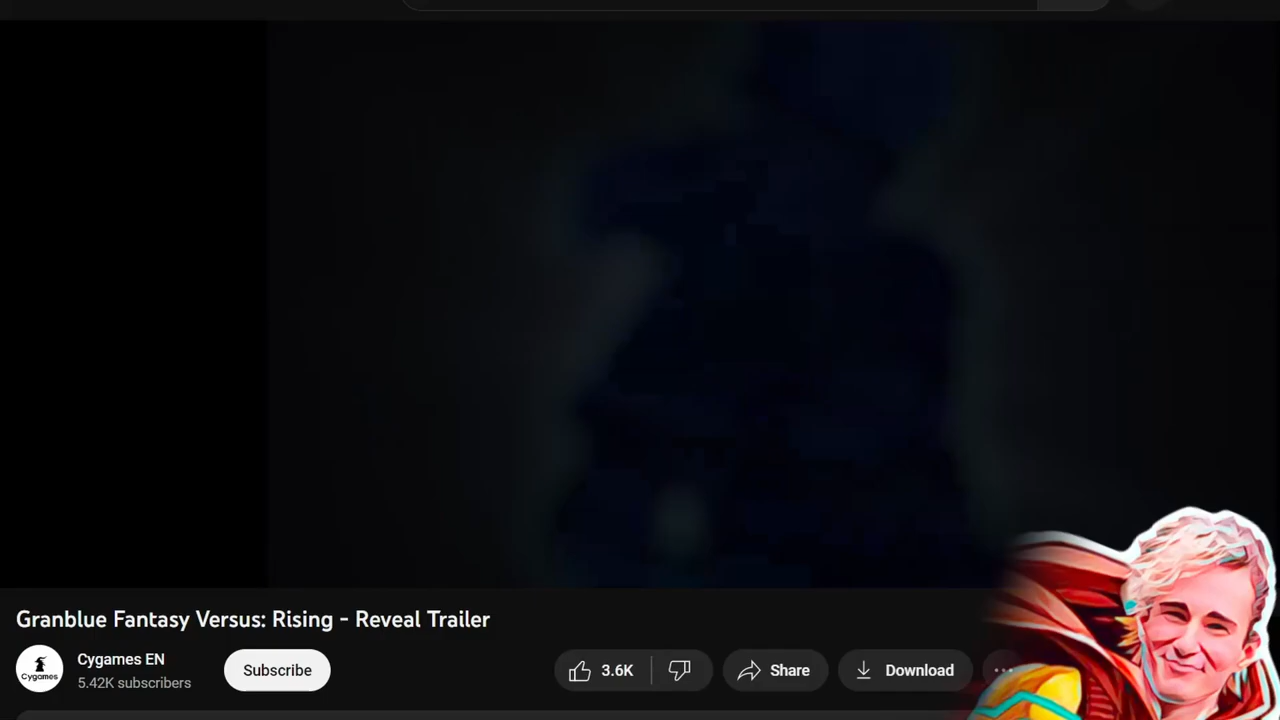 Granblue Fantasy Versus: Rising - Reveal Trailer
Cygames
Cygames EN
5.42K subscribers
Subscribe
3.6K
Share
Download